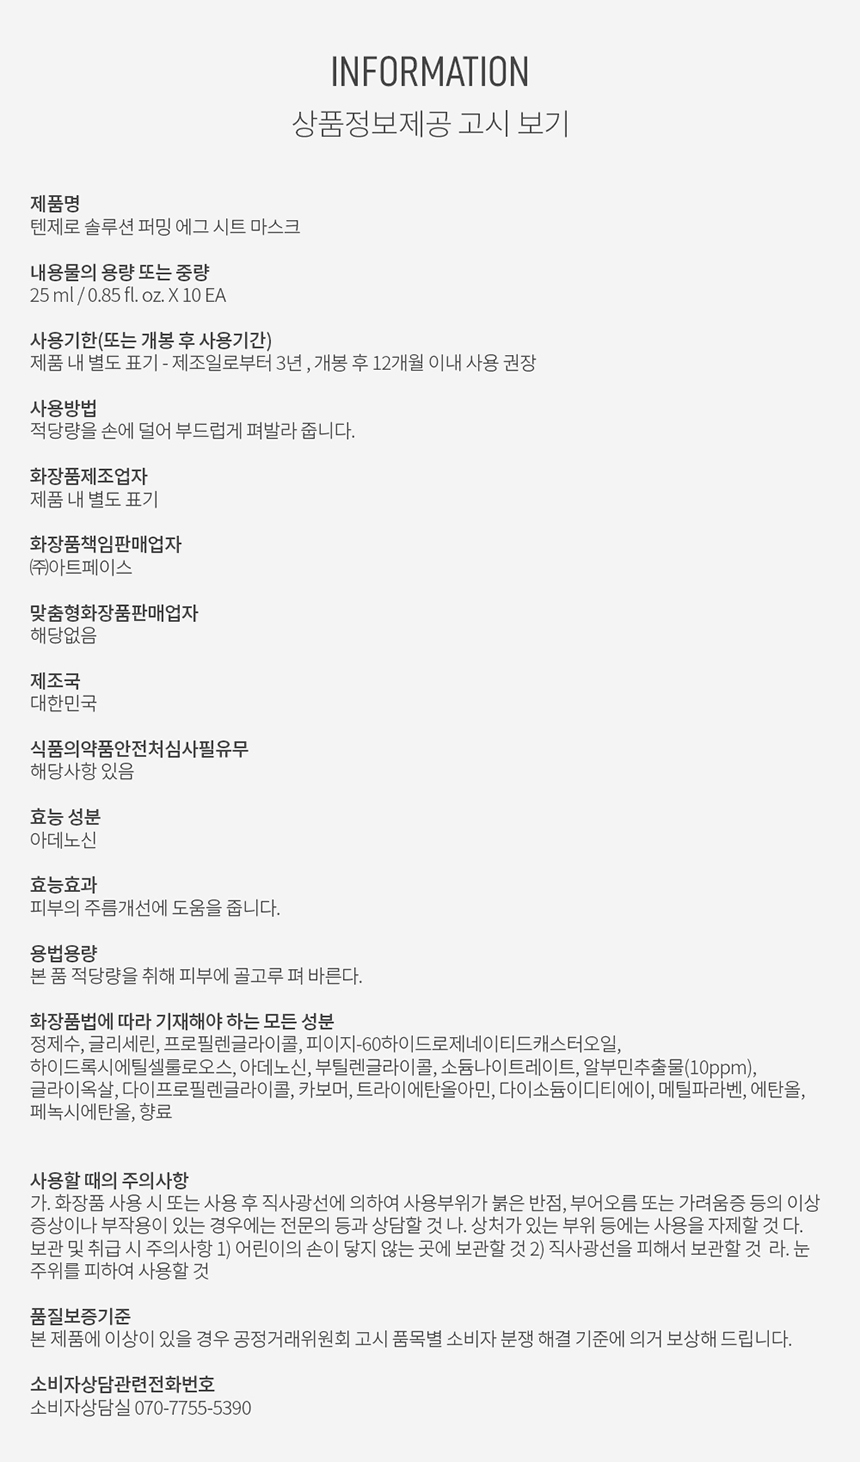 INFORMATION
상품정보제공 고시 보기
제품명
텐제로 솔루션 퍼밍 에그 시트 마스크
내용물의 용량 또는 중량
25 ml / 0.85 fl. oz. X 10 EA
사용기한(또는 개봉 후 사용기간)
제품 내 별도 표기 - 제조일로부터 3년 , 개봉 후 12개월 이내 사용 권장
사용방법
적당량을 손에 덜어 부드럽게 펴발라 줍니다.
화장품제조업자
제품 내 별도 표기
화장품책임판매업자
㈜아트페이스
맞춤형화장품판매업자
해당없음
제조국
대한민국
식품의약품안전처심사필유무
해당사항 있음
효능 성분
아데노신
효능효과
피부의 주름개선에 도움을 줍니다.
용법용량
본 품 적당량을 취해 피부에 골고루 펴 바른다.
화장품법에 따라 기재해야 하는 모든 성분
정제수, 글리세린, 프로필렌글라이콜, 피이지-60하이드로제네이티드캐스터오일,
하이드록시에틸셀룰로오스, 아데노신, 부틸렌글라이콜, 소듐나이트레이트, 알부민추출물(10ppm),
글라이옥살, 다이프로필렌글라이콜, 카보머, 트라이에탄올아민, 다이소듐이디티에이, 메틸파라벤, 에탄올,
페녹시에탄올, 향료
사용할 때의 주의사항
가. 화장품 사용 시 또는 사용 후 직사광선에 의하여 사용부위가 붉은 반점, 부어오름 또는 가려움증 등의 이상
증상이나 부작용이 있는 경우에는 전문의 등과 상담할 것 나. 상처가 있는 부위 등에는 사용을 자제할 것 다.
보관 및 취급 시 주의사항 1) 어린이의 손이 닿지 않는 곳에 보관할 것 2) 직사광선을 피해서 보관할 것  라. 눈
주위를 피하여 사용할 것
품질보증기준
본 제품에 이상이 있을 경우 공정거래위원회 고시 품목별 소비자 분쟁 해결 기준에 의거 보상해 드립니다.
소비자상담관련전화번호
소비자상담실 070-7755-5390